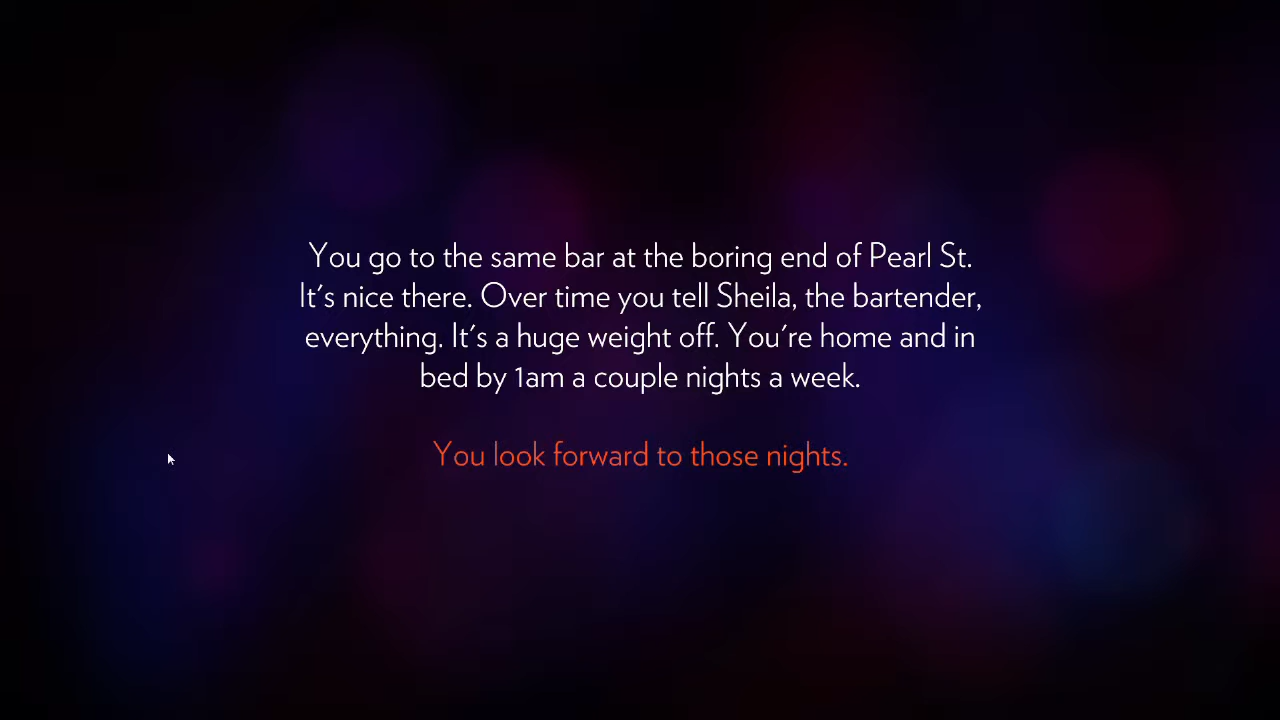 You go to the same bar at the boring end of Pearl St.
It's nice there. Over time you tell Sheila, the bartender,
everything. It's a huge weight off. You're home and in
bed by 1am a couple nights a week.
You look forward to those nights.